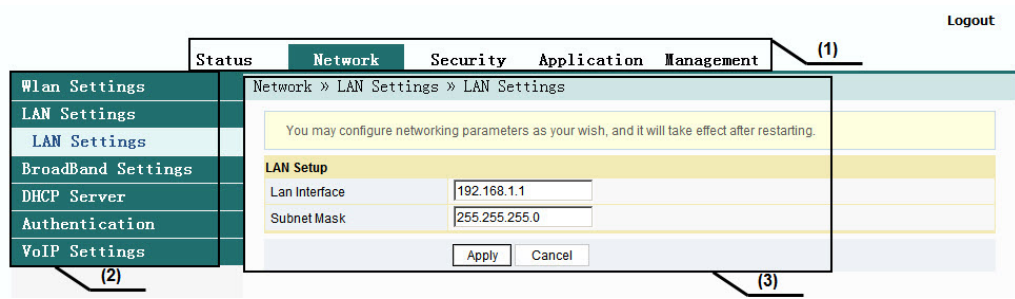 Logout
(1)
Status Network Security Application Management
Wlan Settings
LAN Settings
LAN Settings
BroadBand Settings
DHCP Server
Authentication
VoIP Settings
(2)
Network » LAN Settings » LAN Settings
You may configure networking parameters as your wish, and it will take effect after restarting.
LAN Setup
Lan Interface 192.168.1.1
Subnet Mask 255.255.255.0
Apply Cancel
(3)